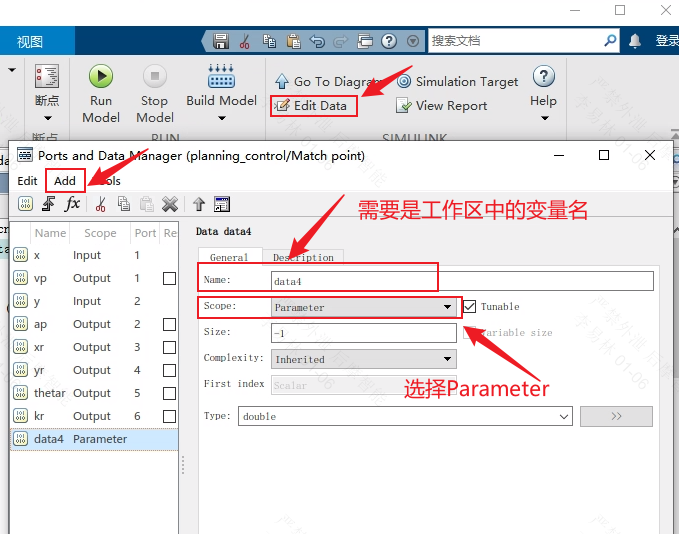 视图
搜索文档
登录
断点
Run Model
Stop Model
Build Model
Go To Diagram
Edit Data
Simulation Target
View Report
Help
断点
RUN
SIMULINK
Ports and Data Manager (planning_control/Match point)
Edit Add
Name Scope Port Re
x Input 1
vp Output 1
y Input 2
ap Output 2
xr Output 3
yr Output 4
thetar Output 5
kr Output 6
data4 Parameter
需要是工作区中的变量名
Data data4
General Description
Name: data4
Scope: Parameter Tunable
Size: -1 Variable size
Complexity: Inherited
First index Scalar
选择Parameter
Type: double >>